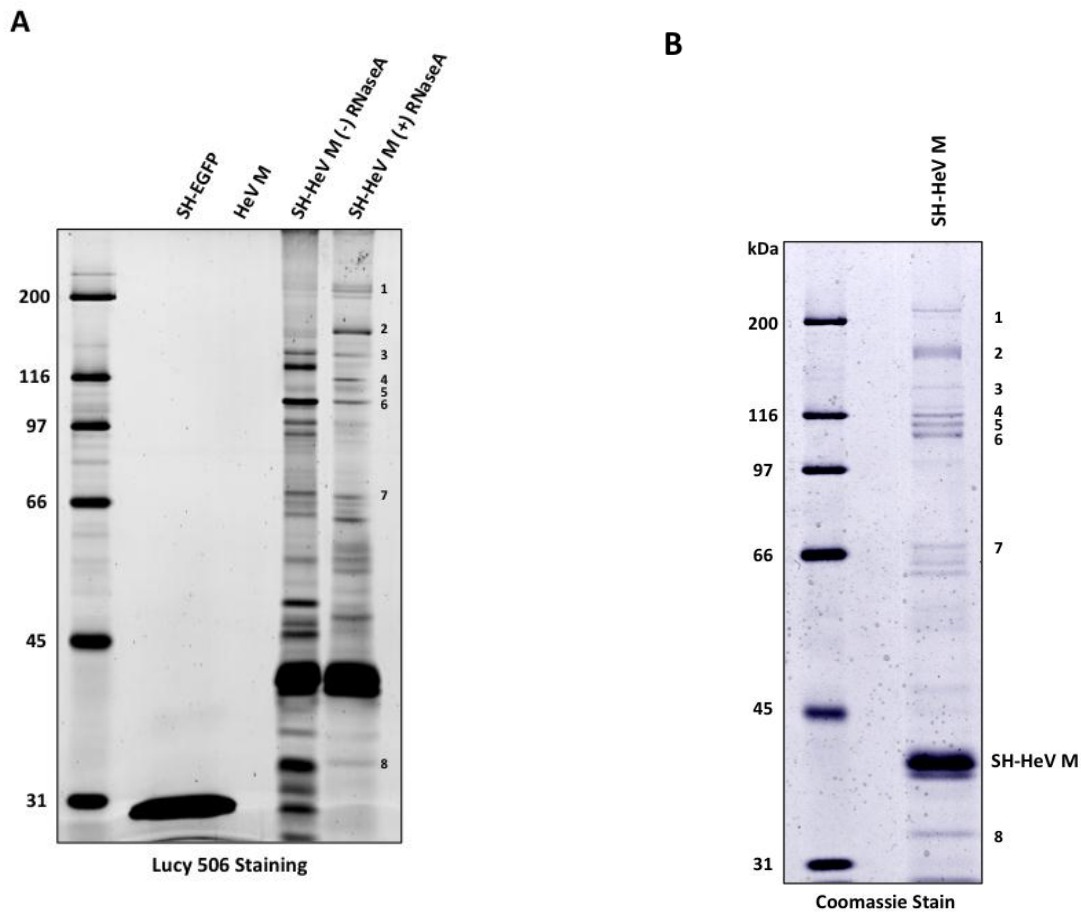 A
SH-EGFP
HeV M
SH-HeV M (-) RNaseA
SH-HeV M (+) RNaseA
200
116
97
66
45
31
1
2
3
4
5
6
7
8
Lucy 506 Staining
B
SH-HeV M
kDa
200
116
97
66
45
31
1
2
3
4
5
6
7
SH-HeV M
8
Coomassie Stain